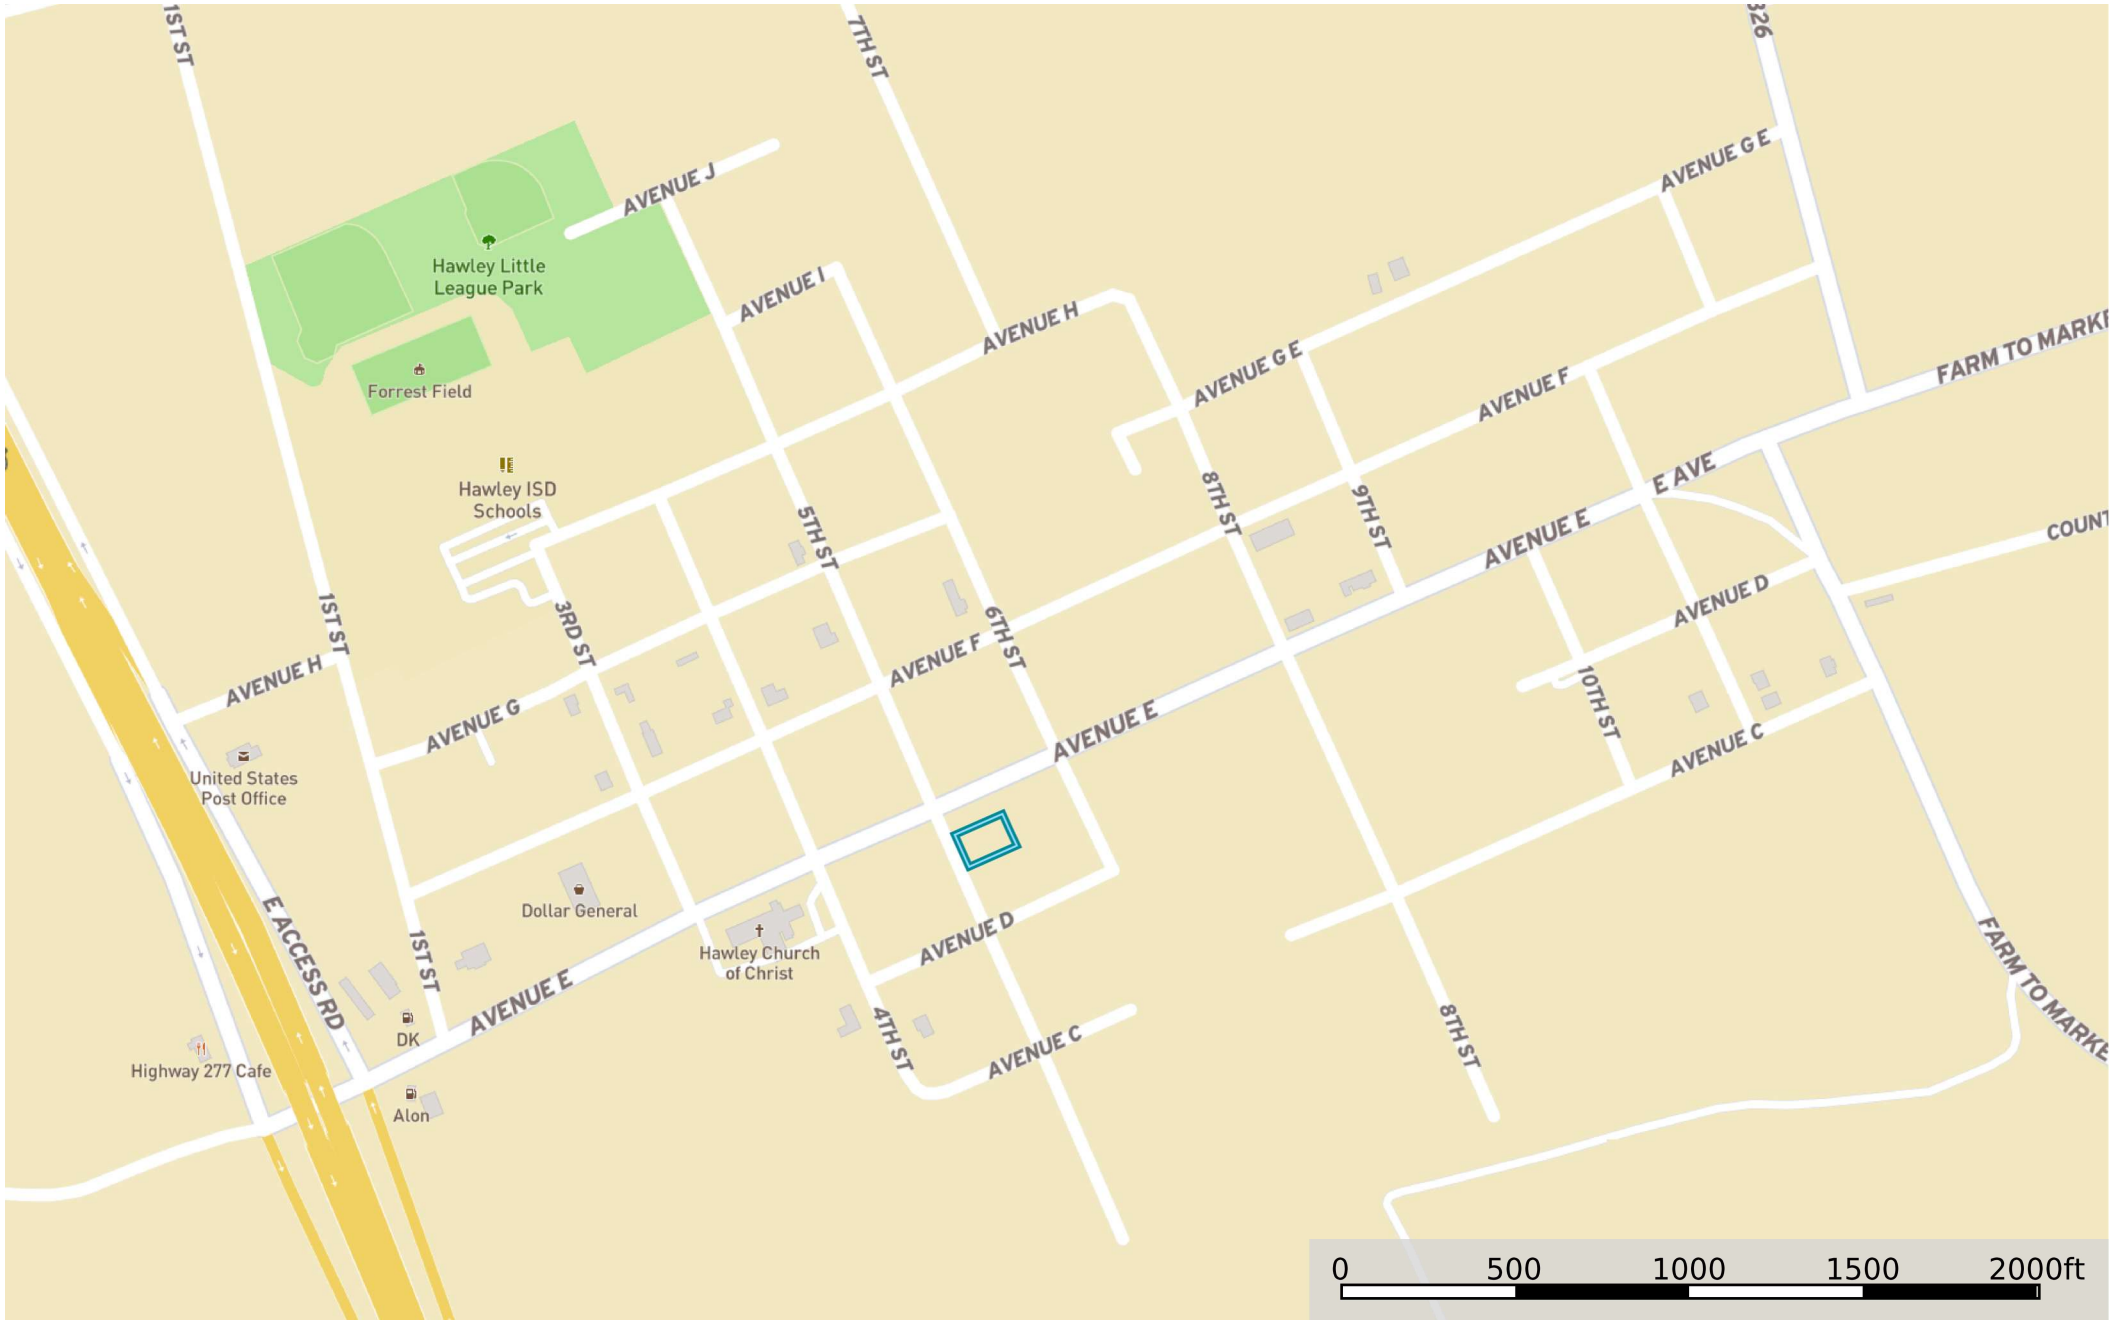 1ST ST
7TH ST
326
AVENUE G E
AVENUE J
Hawley Little
League Park
AVENUE I
AVENUE H
FARM TO MARKE
Forrest Field
AVENUE G E
AVENUE F
E AVE
Hawley ISD
Schools
5TH ST
8TH ST
9TH ST
AVENUE E
COUNT
1ST ST
3RD ST
6TH ST
AVENUE D
AVENUE H
AVENUE F
10TH ST
AVENUE G
AVENUE E
AVENUE C
United States
Post Office
Dollar General
E ACCESS RD
1ST ST
Hawley Church
of Christ
AVENUE D
FARM TO MARKE
AVENUE E
DK
4TH ST
AVENUE C
8TH ST
Highway 277 Cafe
Alon
0 500 1000 1500 2000ft